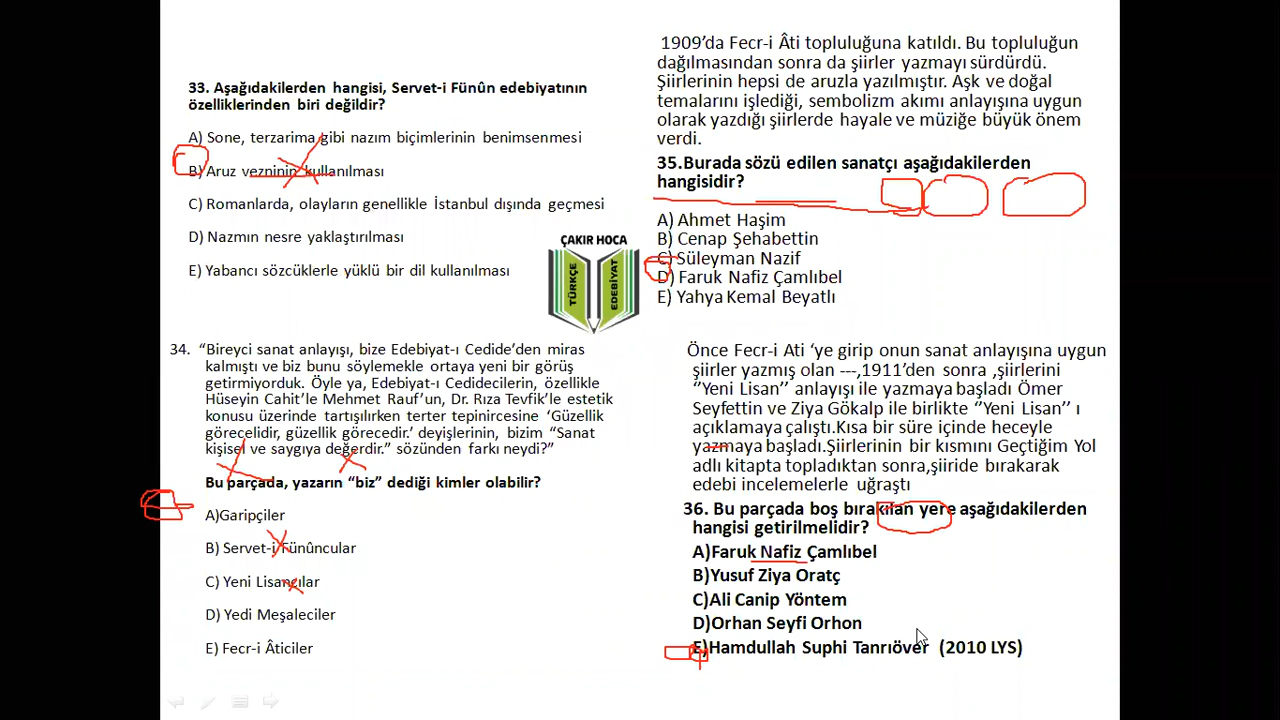 33. Aşağıdakilerden hangisi, Servet-i Fünûn edebiyatının
özelliklerinden biri değildir?
A) Sone, terzarima gibi nazım biçimlerinin benimsenmesi
B) Aruz vezninin kullanılması
C) Romanlarda, olayların genellikle İstanbul dışında geçmesi
D) Nazmın nesre yaklaştırılması
E) Yabancı sözcüklerle yüklü bir dil kullanılması
ÇAKIR HOCA
TÜRKÇE
EDEBİYAT
34. “Bireyci sanat anlayışı, bize Edebiyat-ı Cedide’den miras
kalmıştı ve biz bunu söylemekle ortaya yeni bir görüş
getirmiyorduk. Öyle ya, Edebiyat-ı Cedidecilerin, özellikle
Hüseyin Cahit’le Mehmet Rauf’un, Dr. Rıza Tevfik’le estetik
konusu üzerinde tartışılırken terter tepinircesine ‘Güzellik
görecelidir, güzellik görecedir.’ deyişlerinin, bizim “Sanat
kişisel ve saygıya değerdir.” sözünden farkı neydi?”
Bu parçada, yazarın “biz” dediği kimler olabilir?
A)Garipçiler
B) Servet-i Fünûncular
C) Yeni Lisancılar
D) Yedi Meşaleciler
E) Fecr-i Âticiler
1909’da Fecr-i Âti topluluğuna katıldı. Bu topluluğun
dağılmasından sonra da şiirler yazmayı sürdürdü.
Şiirlerinin hepsi de aruzla yazılmıştır. Aşk ve doğal
temalarını işlediği, sembolizm akımı anlayışına uygun
olarak yazdığı şiirlerde hayale ve müziğe büyük önem
verdi.
35.Burada sözü edilen sanatçı aşağıdakilerden
hangisidir?
A) Ahmet Haşim
B) Cenap Şehabettin
C) Süleyman Nazif
D) Faruk Nafiz Çamlıbel
E) Yahya Kemal Beyatlı
Önce Fecr-i Ati ‘ye girip onun sanat anlayışına uygun
şiirler yazmış olan ---,1911’den sonra ,şiirlerini
‘’Yeni Lisan’’ anlayışı ile yazmaya başladı Ömer
Seyfettin ve Ziya Gökalp ile birlikte ‘’Yeni Lisan’’ ı
açıklamaya çalıştı.Kısa bir süre içinde heceyle
yazmaya başladı.Şiirlerinin bir kısmını Geçtiğim Yol
adlı kitapta topladıktan sonra,şiiride bırakarak
edebi incelemelerle uğraştı
36. Bu parçada boş bırakılan yere aşağıdakilerden
hangisi getirilmelidir?
A)Faruk Nafiz Çamlıbel
B)Yusuf Ziya Oratç
C)Ali Canip Yöntem
D)Orhan Seyfi Orhon
E)Hamdullah Suphi Tanrıöver (2010 LYS)